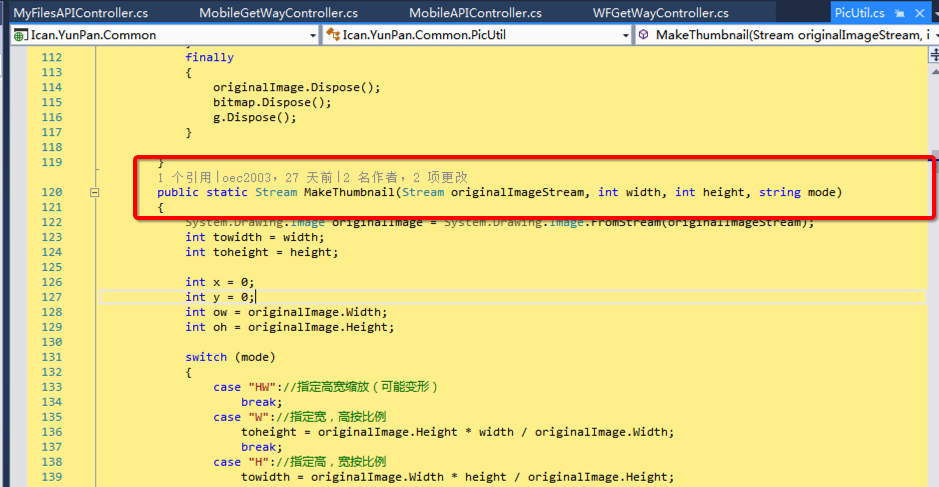 MyFilesAPIController.cs MobileGetWayController.cs MobileAPIController.cs WFGetWayController.cs PicUtil.cs
Ican.YunPan.Common Ican.YunPan.Common.PicUtil MakeThumbnail(Stream originalImageStream, i
112 finally
113 {
114 originalImage.Dispose();
115 bitmap.Dispose();
116 g.Dispose();
117 }
118
119 }
1 个引用|oec2003, 27 天前|2 名作者, 2 项更改
120 public static Stream MakeThumbnail(Stream originalImageStream, int width, int height, string mode)
121 {
122 System.Drawing.Image originalImage = System.Drawing.Image.FromStream(originalImageStream);
123 int towidth = width;
124 int toheight = height;
125
126 int x = 0;
127 int y = 0;
128 int ow = originalImage.Width;
129 int oh = originalImage.Height;
130
131 switch (mode)
132 {
133 case "HW"://指定高宽缩放（可能变形）
134 break;
135 case "W"://指定宽，高按比例
136 toheight = originalImage.Height * width / originalImage.Width;
137 break;
138 case "H"://指定高，宽按比例
139 towidth = originalImage.Width * height / originalImage.Height;